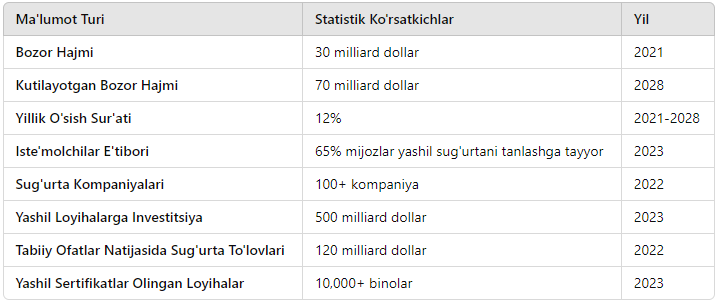 Ma'lumot Turi Statistik Ko'rsatkichlar Yil
Bozor Hajmi 30 milliard dollar 2021
Kutilayotgan Bozor Hajmi 70 milliard dollar 2028
Yillik O'sish Sur'ati 12% 2021-2028
Iste'molchilar E'tibori 65% mijozlar yashil sug'urtani tanlashga tayyor 2023
Sug'urta Kompaniyalari 100+ kompaniya 2022
Yashil Loyihalarga Investitsiya 500 milliard dollar 2023
Tabiiy Ofatlar Natijasida Sug'urta To'lovlari 120 milliard dollar 2022
Yashil Sertifikatlar Olingan Loyihalar 10,000+ binolar 2023